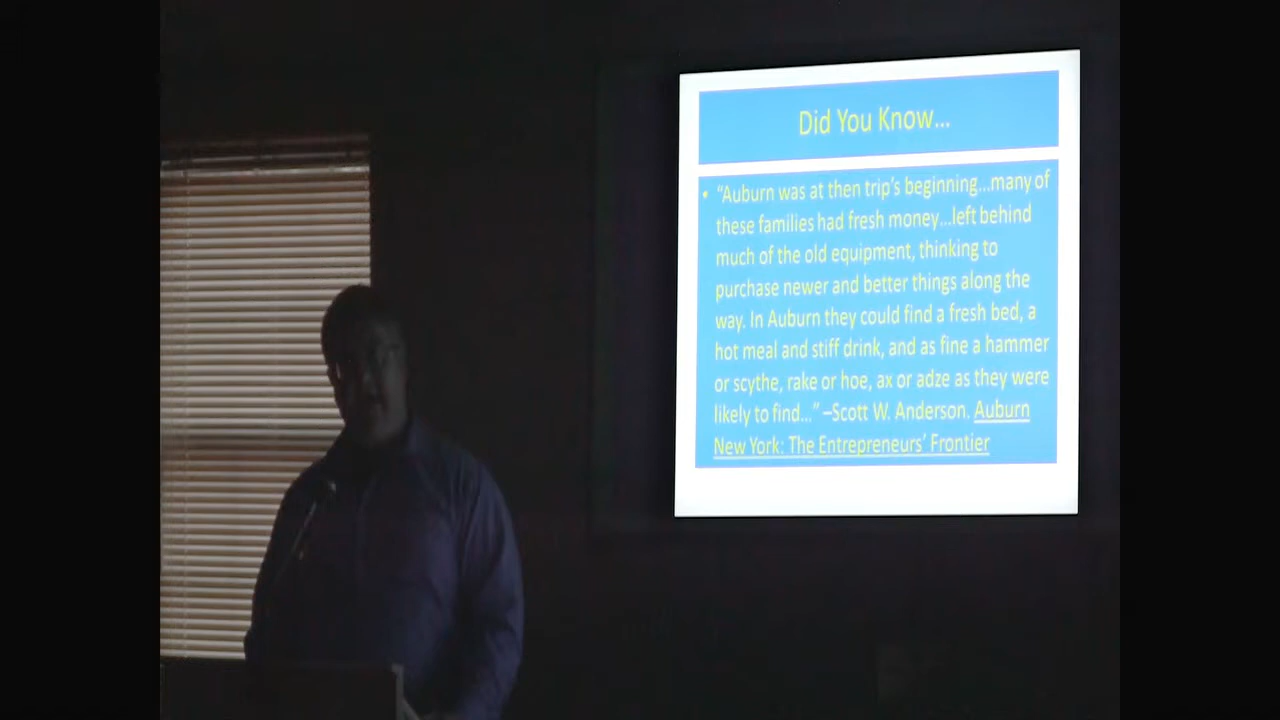 Did You Know...
• “Auburn was at then trip’s beginning...many of
these families had fresh money...left behind
much of the old equipment, thinking to
purchase newer and better things along the
way. In Auburn they could find a fresh bed, a
hot meal and stiff drink, and as fine a hammer
or scythe, rake or hoe, ax or adze as they were
likely to find...” –Scott W. Anderson. Auburn
New York: The Entrepreneurs’ Frontier